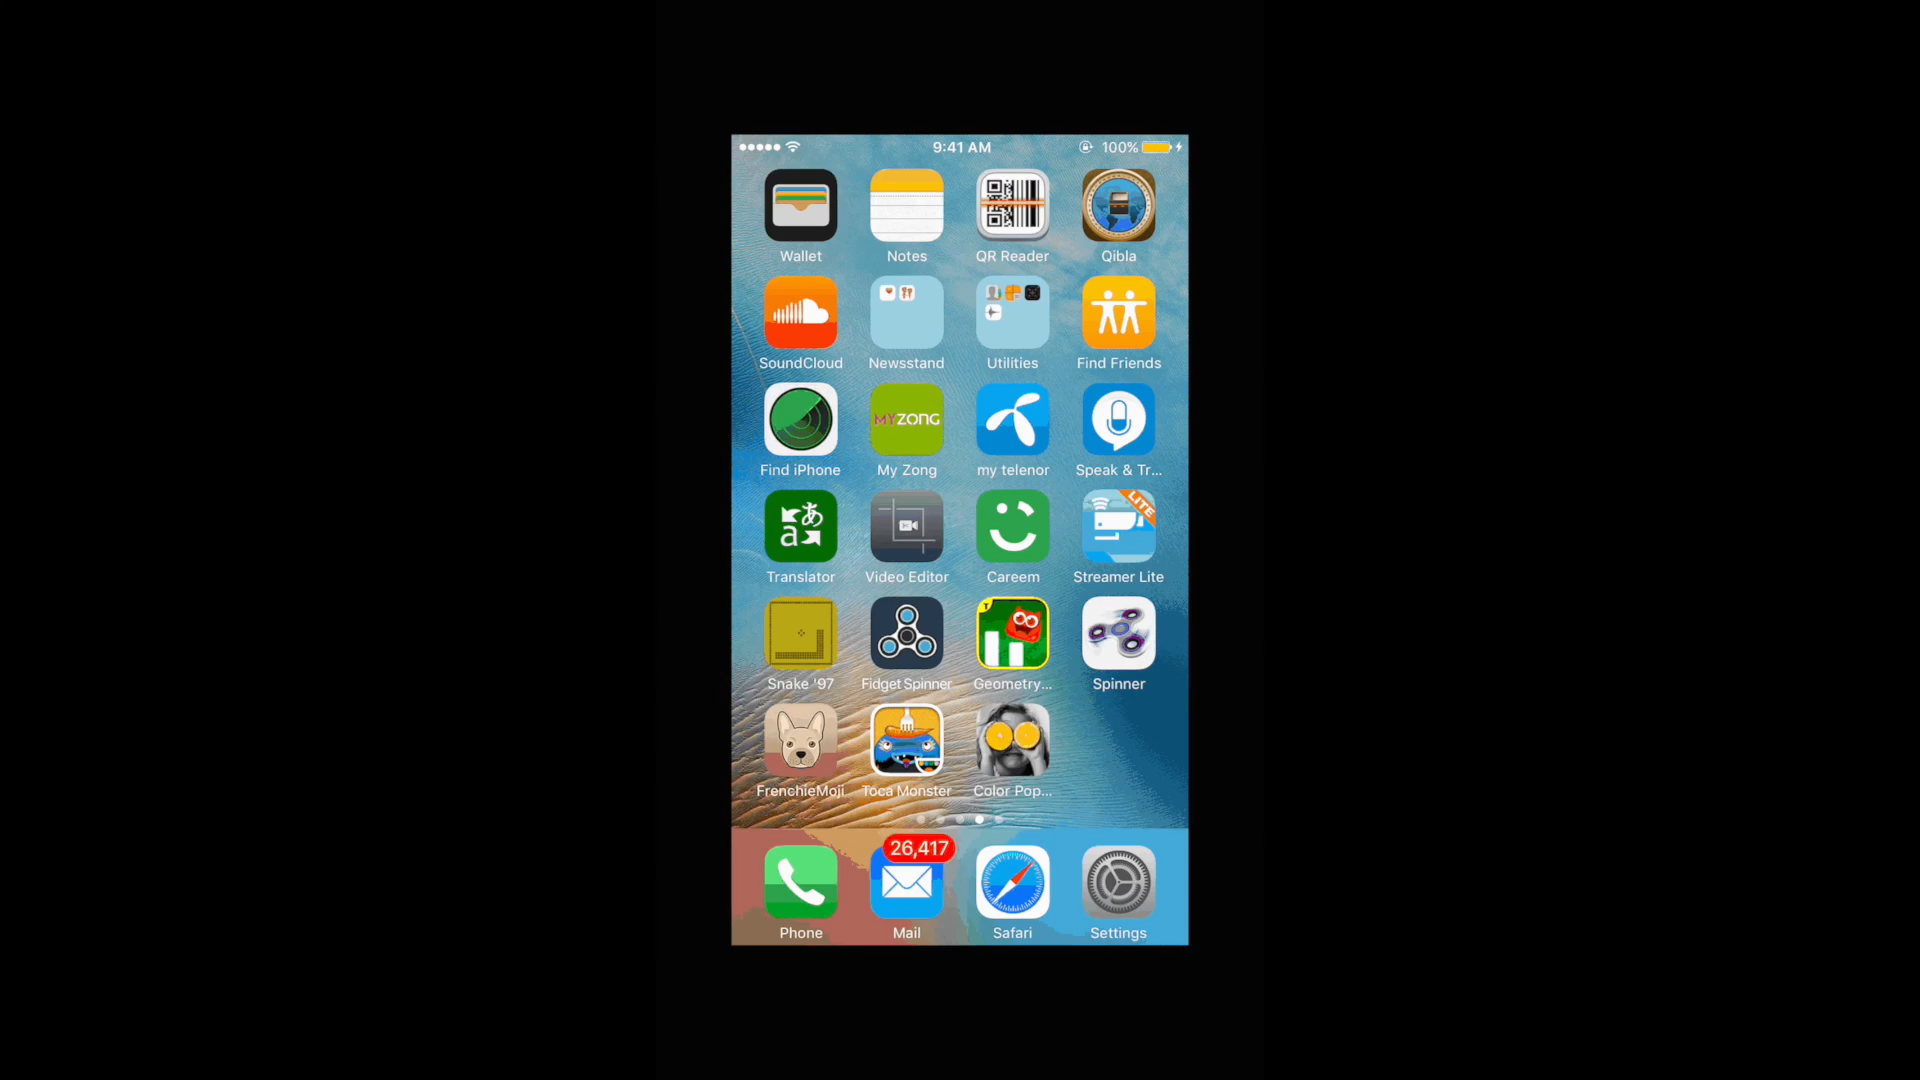 9:41 AM
100%
Wallet
Notes
QR Reader
Qibla
SoundCloud
Newsstand
Utilities
Find Friends
MYZONG
Find iPhone
My Zong
my telenor
Speak & Tr...
あ
a
LITE
Translator
Video Editor
Careem
Streamer Lite
T
Snake '97
Fidget Spinner
Geometry...
Spinner
FrenchieMoji
Toca Monster
Color Pop...
26,417
Phone
Mail
Safari
Settings